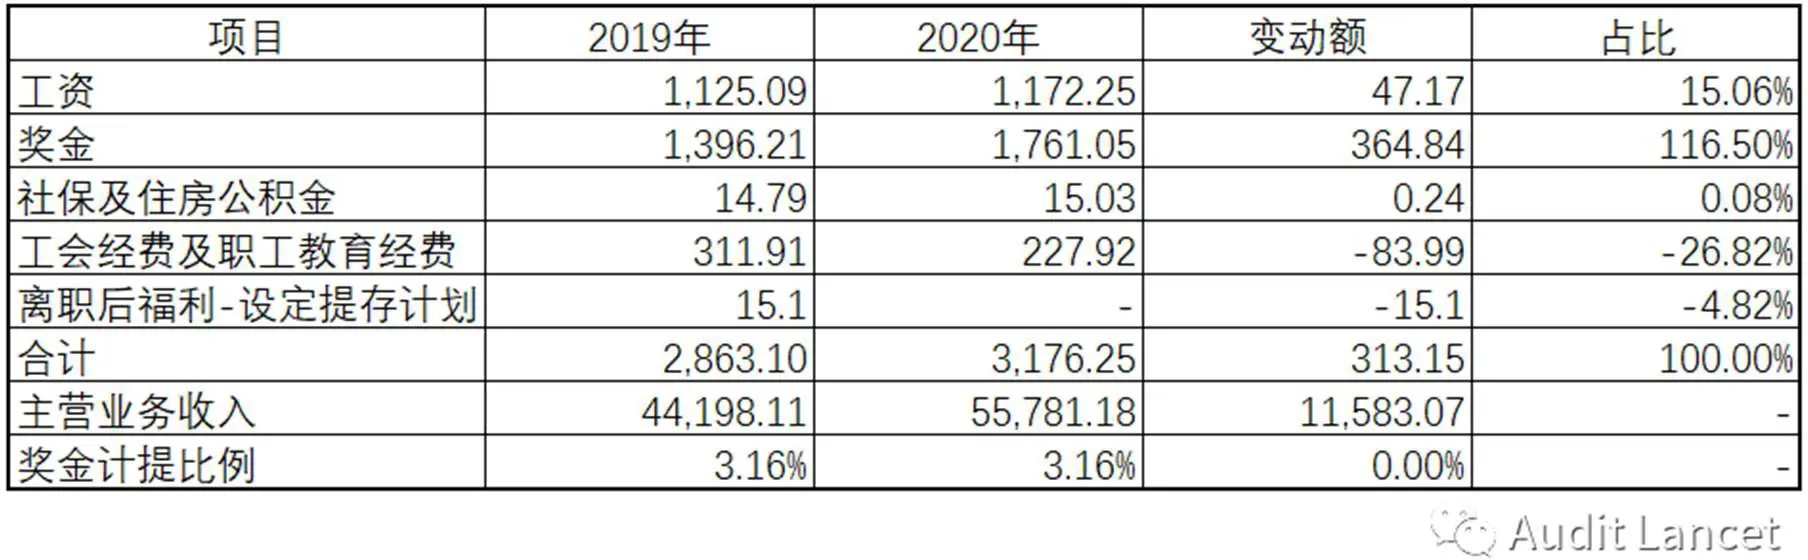 项目 2019年 2020年 变动额 占比
工资 1,125.09 1,172.25 47.17 15.06%
奖金 1,396.21 1,761.05 364.84 116.50%
社保及住房公积金 14.79 15.03 0.24 0.08%
工会经费及职工教育经费 311.91 227.92 -83.99 -26.82%
离职后福利-设定提存计划 15.1 - -15.1 -4.82%
合计 2,863.10 3,176.25 313.15 100.00%
主营业务收入 44,198.11 55,781.18 11,583.07 -
奖金计提比例 3.16% 3.16% 0.00% -
Audit Lancet